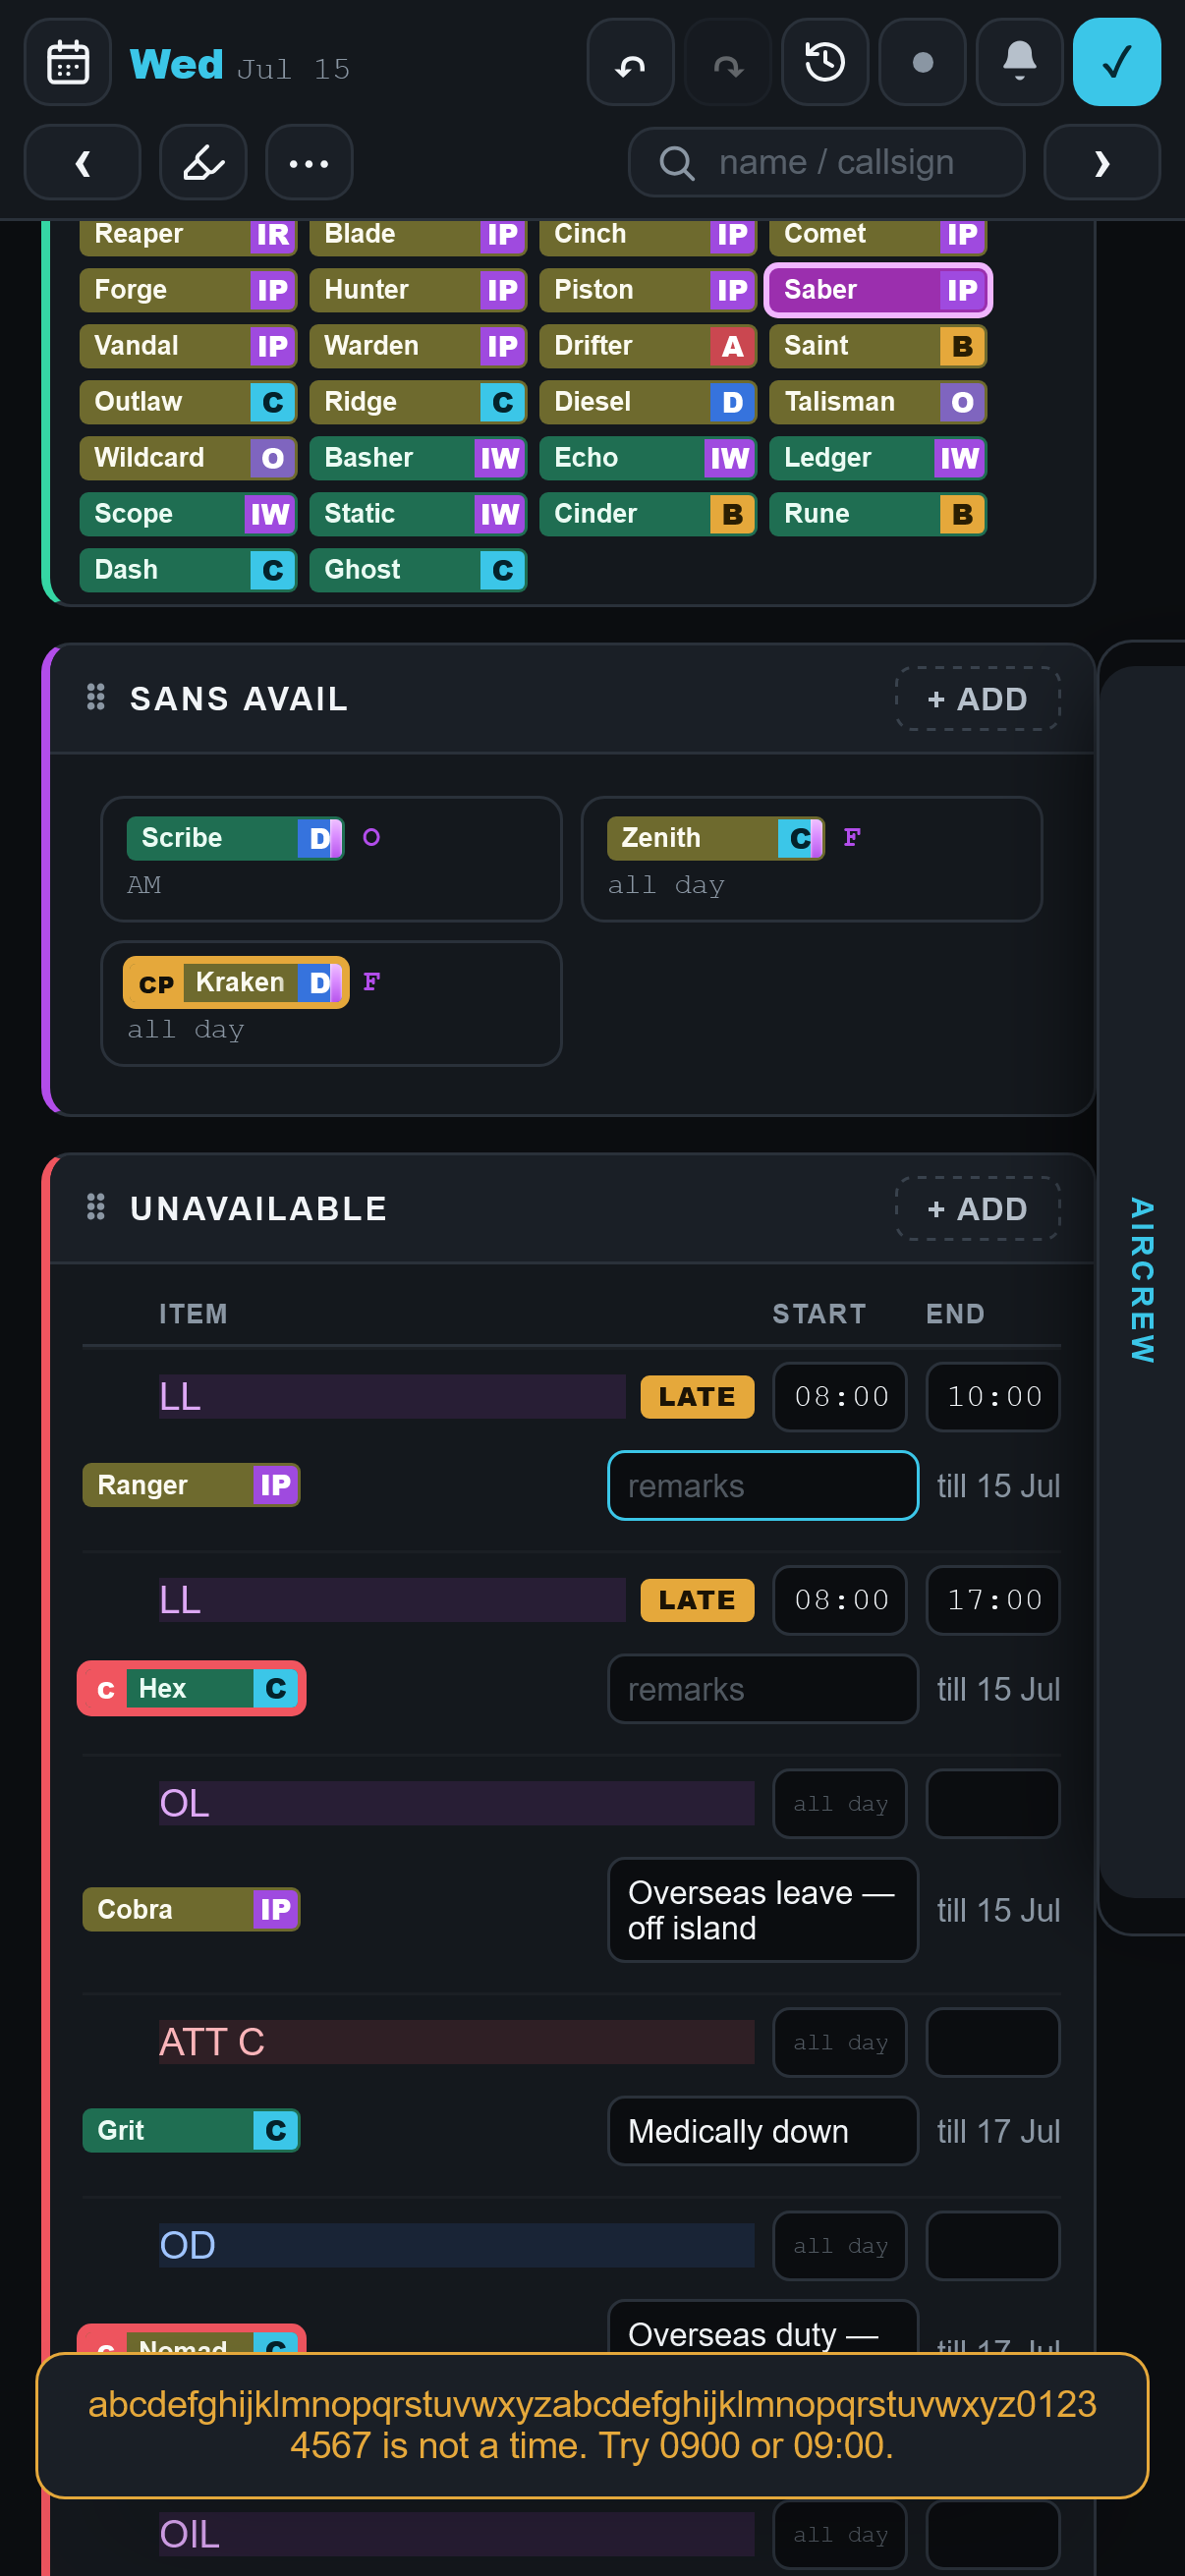 Wed Jul 15
name / callsign
Reaper IR Blade IP Cinch IP Comet IP
Forge IP Hunter IP Piston IP Saber IP
Vandal IP Warden IP Drifter A Saint B
Outlaw C Ridge C Diesel D Talisman O
Wildcard O Basher IW Echo IW Ledger IW
Scope IW Static IW Cinder B Rune B
Dash C Ghost C
SANS AVAIL + ADD
Scribe D O Zenith C F
AM all day
CP Kraken D F
all day
UNAVAILABLE + ADD
AIRCREW
ITEM START END
LL LATE 08:00 10:00
Ranger IP remarks till 15 Jul
LL LATE 08:00 17:00
c Hex C remarks till 15 Jul
OL all day
Overseas leave —
off island
Cobra IP till 15 Jul
ATT C all day
Grit C Medically down till 17 Jul
OD all day
Overseas duty —
c Nomad C till 17 Jul
abcdefghijklmnopqrstuvwxyzabcdefghijklmnopqrstuvwxyz0123
4567 is not a time. Try 0900 or 09:00.
OIL all day